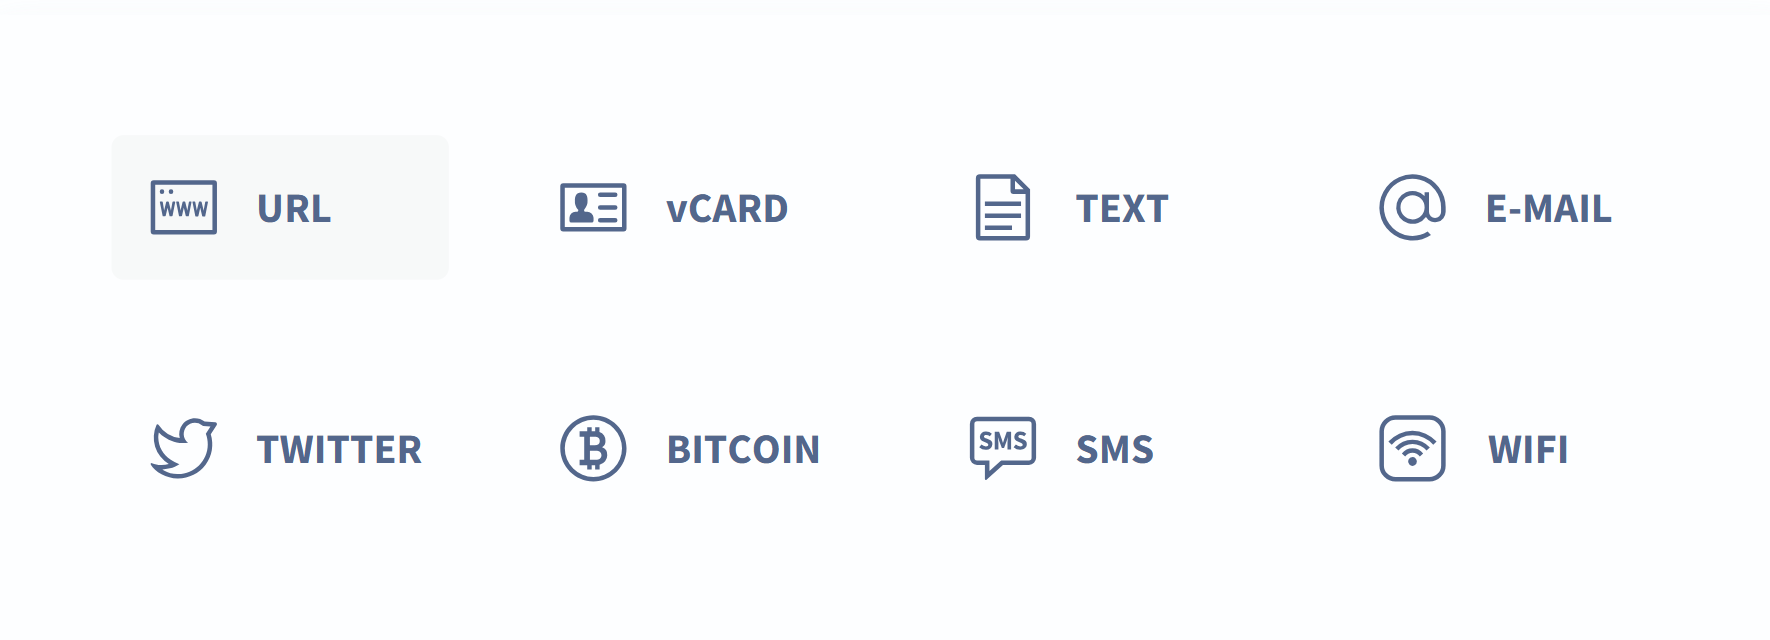 WWW URL
vCARD
TEXT
E-MAIL
TWITTER
BITCOIN
SMS SMS
WIFI